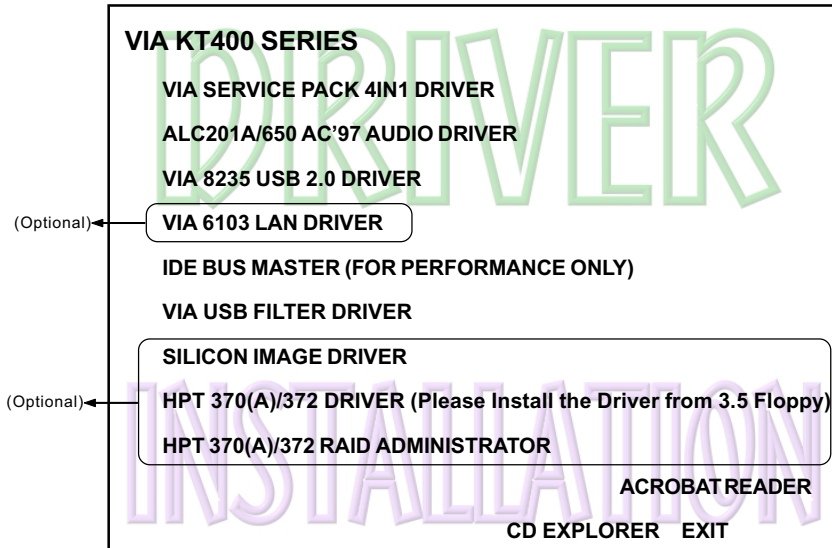 DRIVER
VIA KT400 SERIES
VIA SERVICE PACK 4IN1 DRIVER
ALC201A/650 AC'97 AUDIO DRIVER
VIA 8235 USB 2.0 DRIVER
(Optional) VIA 6103 LAN DRIVER
IDE BUS MASTER (FOR PERFORMANCE ONLY)
VIA USB FILTER DRIVER
SILICON IMAGE DRIVER
(Optional) HPT 370(A)/372 DRIVER (Please Install the Driver from 3.5 Floppy)
HPT 370(A)/372 RAID ADMINISTRATOR
INSTALLATION
ACROBAT READER
CD EXPLORER EXIT